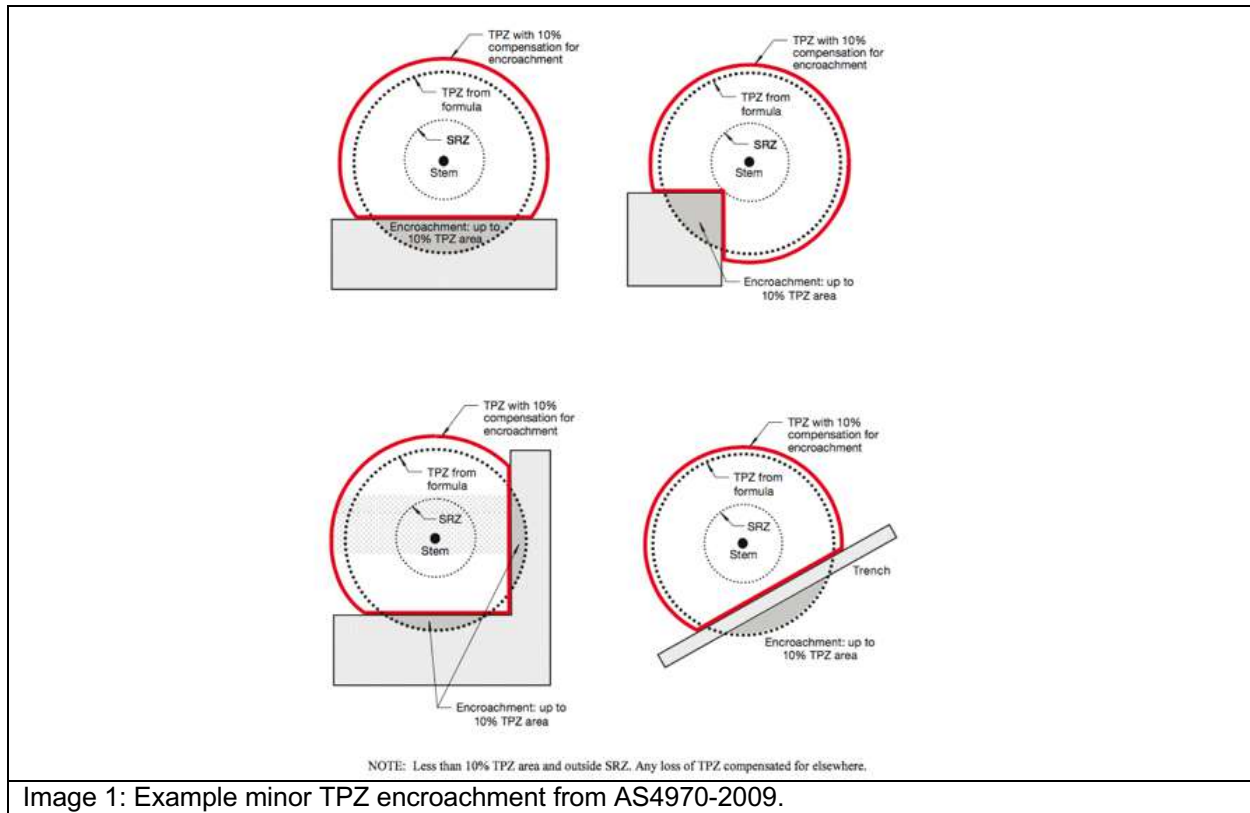 TPZ with 10%
compensation for
encroachment
TPZ from
formula
SRZ
Stem
Encroachment: up to
10% TPZ area
TPZ with 10%
compensation for
encroachment
TPZ from
formula
SRZ
Stem
Encroachment: up to
10% TPZ area
TPZ with 10%
compensation for
encroachment
TPZ from
formula
SRZ
Stem
Encroachment: up to
10% TPZ area
TPZ with 10%
compensation for
encroachment
TPZ from
formula
SRZ
Stem
Trench
Encroachment: up to
10% TPZ area
NOTE: Less than 10% TPZ area and outside SRZ. Any loss of TPZ compensated for elsewhere.
Image 1: Example minor TPZ encroachment from AS4970-2009.